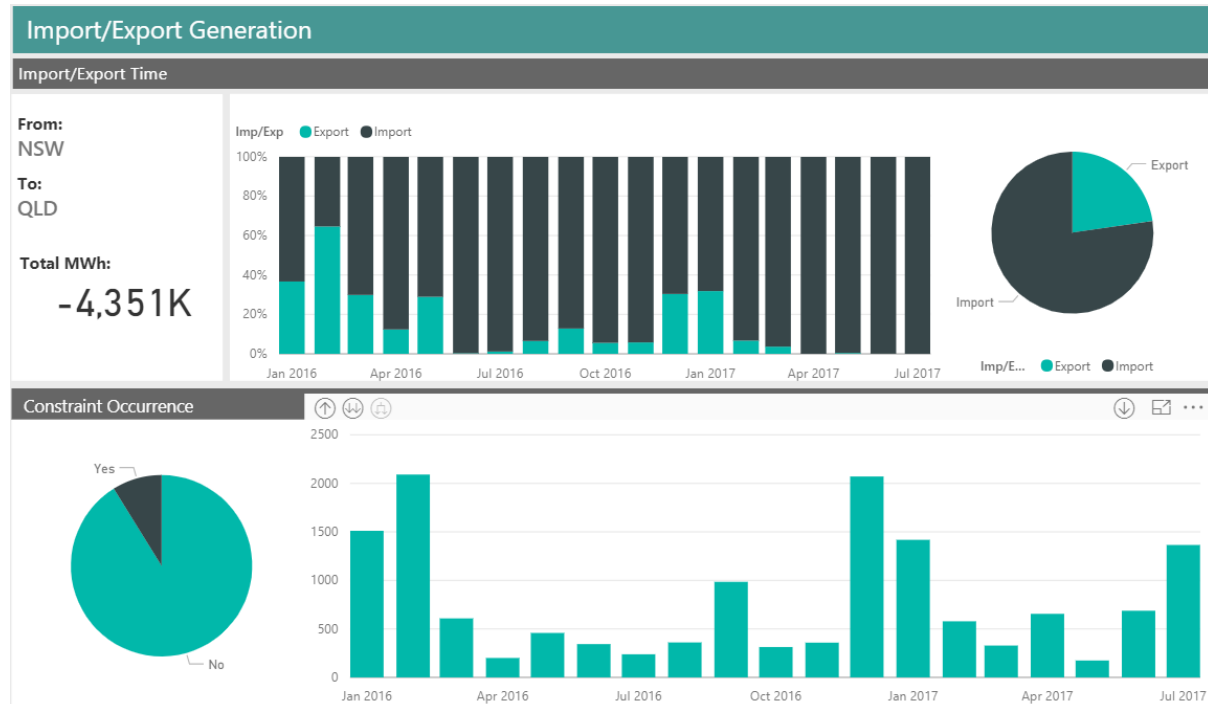 Import/Export Generation
Import/Export Time
From:
NSW
To:
QLD
Total MWh:
-4,351K
Imp/Exp Export Import
100%
80%
60%
40%
20%
0%
Jan 2016 Apr 2016 Jul 2016 Oct 2016 Jan 2017 Apr 2017 Jul 2017
Export
Import
Imp/E... Export Import
Constraint Occurrence
Yes
No
2500
2000
1500
1000
500
0
Jan 2016 Apr 2016 Jul 2016 Oct 2016 Jan 2017 Apr 2017 Jul 2017